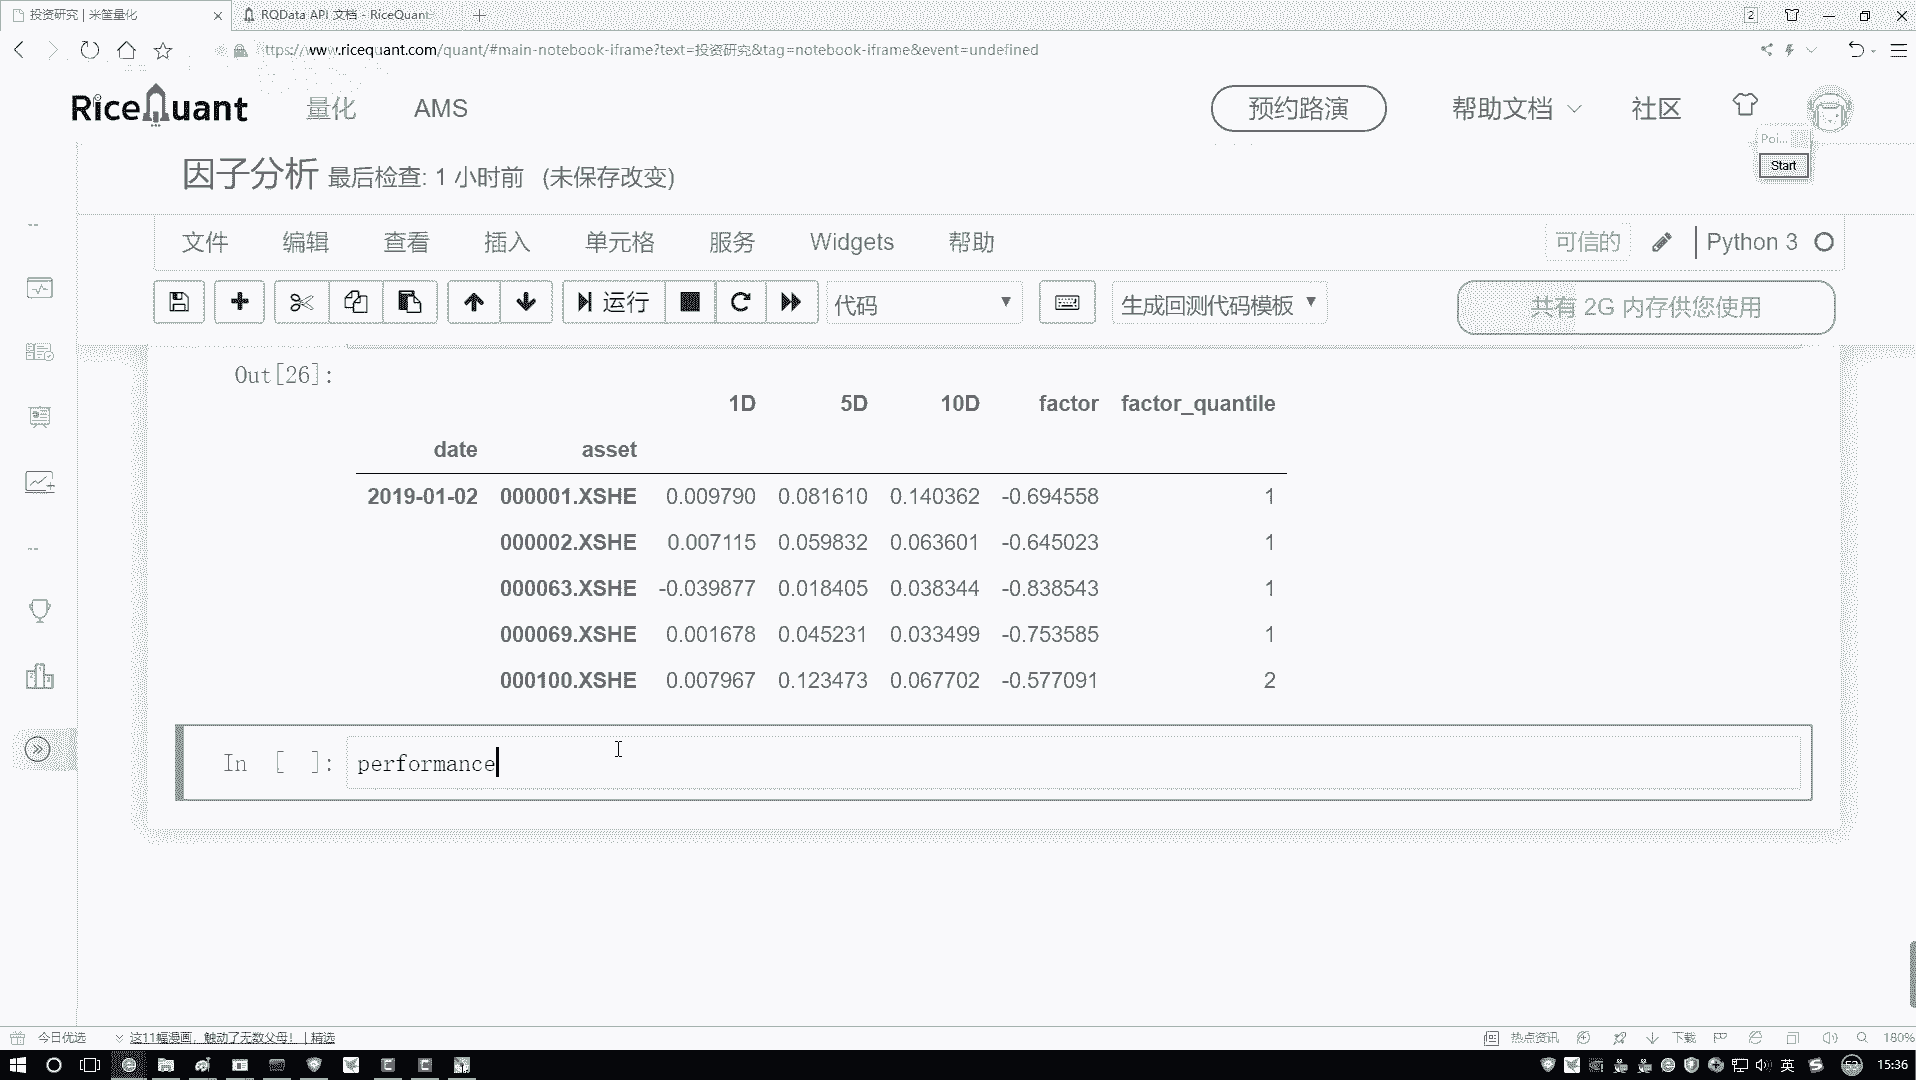 投资研究 | 米筐量化
RQData API 文档 - RiceQuant
2
https://www.ricequant.com/quant/#main-notebook-iframe?text=投资研究&tag=notebook-iframe&event=undefined
RiceQuant 量化 AMS 预约路演 帮助文档 社区
Poi...
Start
因子分析 最后检查: 1 小时前 (未保存改变)
文件 编辑 查看 插入 单元格 服务 Widgets 帮助 可信的 Python 3
运行 代码 生成回测代码模板 共有 2G 内存供您使用
Out[26]:
1D 5D 10D factor factor_quantile
date asset
2019-01-02 000001.XSHE 0.009790 0.081610 0.140362 -0.694558 1
000002.XSHE 0.007115 0.059832 0.063601 -0.645023 1
000063.XSHE -0.039877 0.018405 0.038344 -0.838543 1
000069.XSHE 0.001678 0.045231 0.033499 -0.753585 1
000100.XSHE 0.007967 0.123473 0.067702 -0.577091 2
In [ ]: performance
今日优选 这11幅漫画，触动了无数父母！ | 精选 热点资讯 下载 180%
英 53 15:36